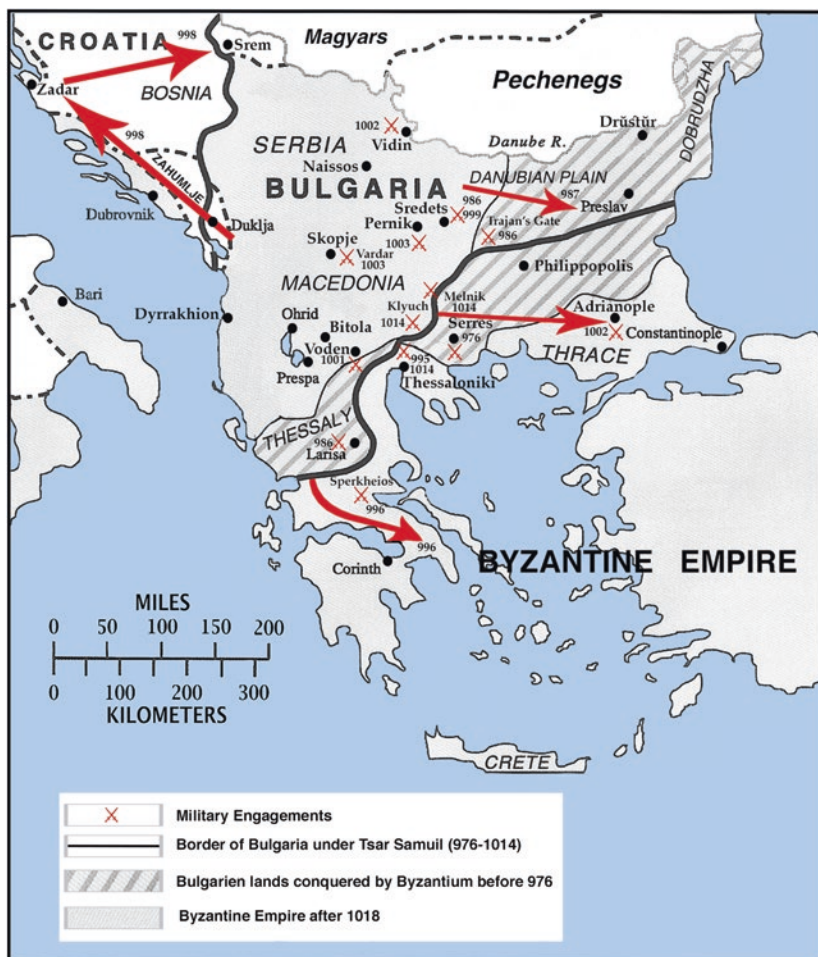 CROATIA
998
Srem
Magyars
Zadar
BOSNIA
Pechenegs
DOBRUDZHA
998
ZAHUMLJE
1002
Vidin
Danube R.
Drŭstŭr
SERBIA
Naissos
DANUBIAN PLAIN
BULGARIA
987
Preslav
Dubrovnik
Duklja
Sredets
986
999
Trajan's Gate
986
Pernik
1003
Skopje
Vardar
1003
Philippopolis
MACEDONIA
Bari
Dyrrakhion
Klyuch
1014
Melnik
1014
Adrianople
1002
Constantinople
Ohrid
Bitola
Serres
976
THRACE
Voden
1001
995
1014
Prespa
Thessaloniki
THESSALY
986
Larisa
Sperkheios
996
996
BYZANTINE EMPIRE
Corinth
MILES
0 50 100 150 200
0 100 200 300
KILOMETERS
CRETE
Military Engagements
Border of Bulgaria under Tsar Samuil (976-1014)
Bulgarien lands conquered by Byzantium before 976
Byzantine Empire after 1018